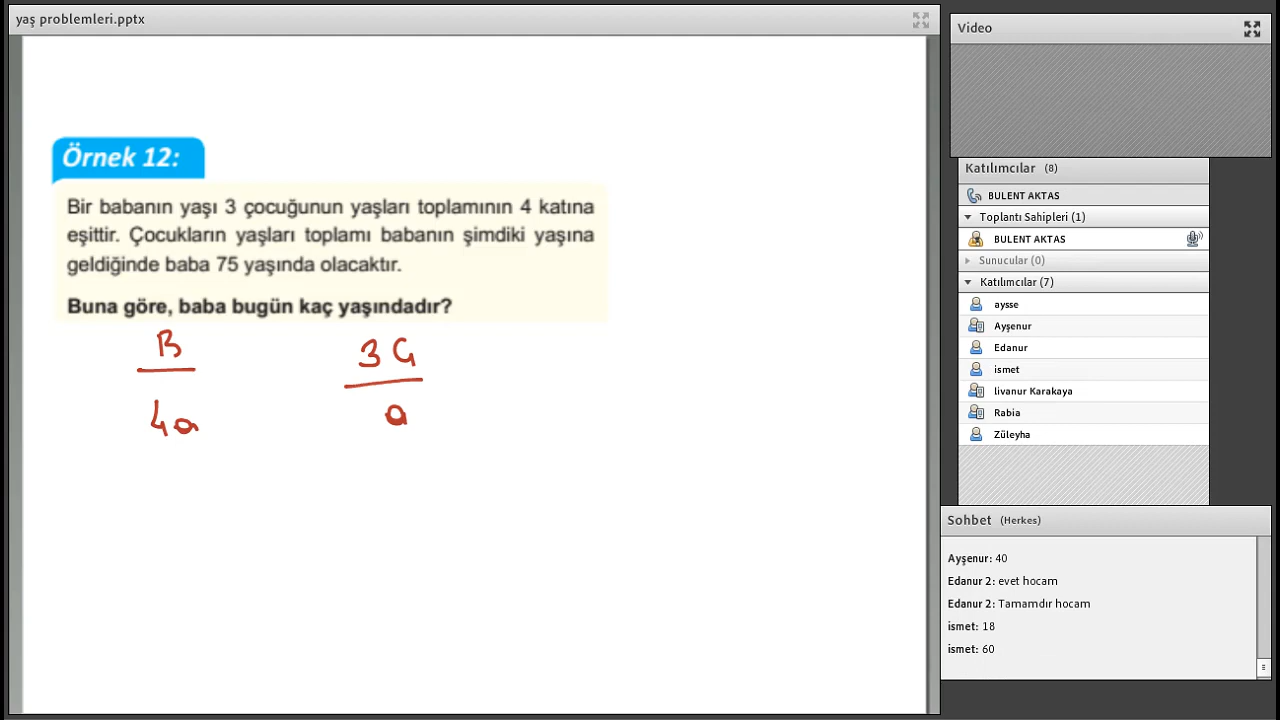 yaş problemleri.pptx
Örnek 12:
Bir babanın yaşı 3 çocuğunun yaşları toplamının 4 katına
eşittir. Çocukların yaşları toplamı babanın şimdiki yaşına
geldiğinde baba 75 yaşında olacaktır.
Buna göre, baba bugün kaç yaşındadır?
B
3Ç
4a
a
Video
Katılımcılar (8)
BULENT AKTAS
Toplantı Sahipleri (1)
BULENT AKTAS
Sunucular (0)
Katılımcılar (7)
aysse
Ayşenur
Edanur
ismet
livanur Karakaya
Rabia
Züleyha
Sohbet (Herkes)
Ayşenur: 40
Edanur 2: evet hocam
Edanur 2: Tamamdır hocam
ismet: 18
ismet: 60